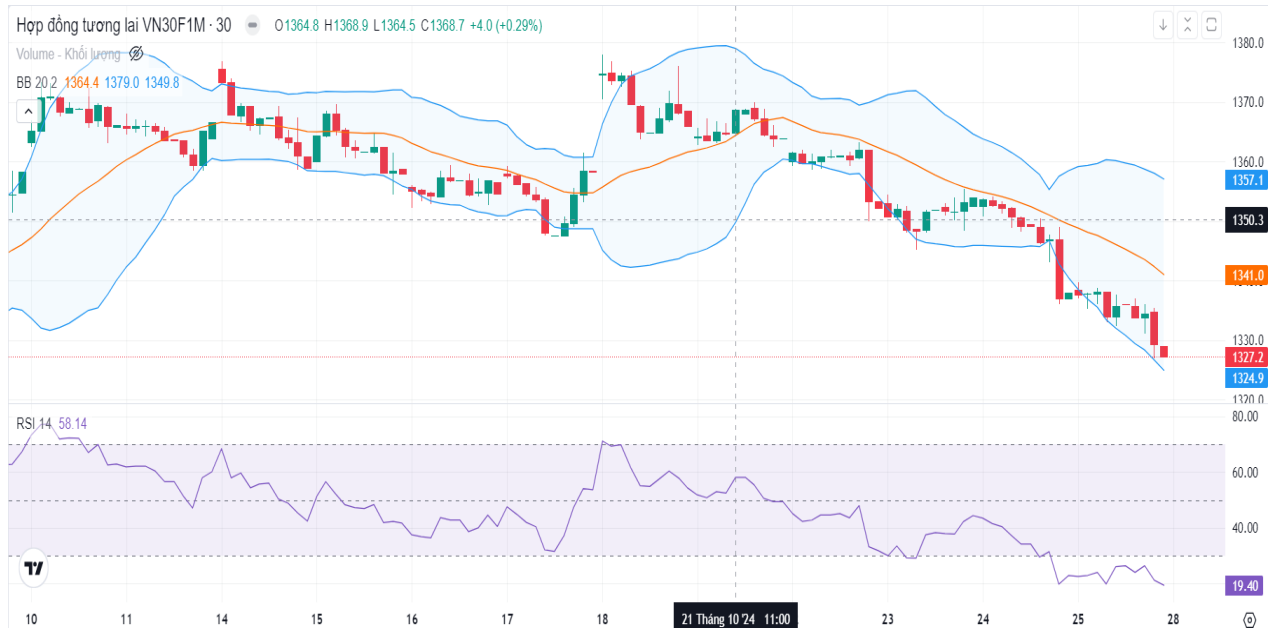 Hợp đồng tương lai VN30F1M · 30 O1364.8 H1368.9 L1364.5 C1368.7 +4.0 (+0.29%)
Volume - Khối lượng
BB 20 2 1364.4 1379.0 1349.8
1380.0
1370.0
1360.0
1357.1
1350.3
1341.0
1330.0
1327.2
1324.9
1320.0
RSI 14 58.14
80.00
60.00
40.00
19.40
10 11 14 15 16 17 18 21 Tháng 10 '24 11:00 23 24 25 28